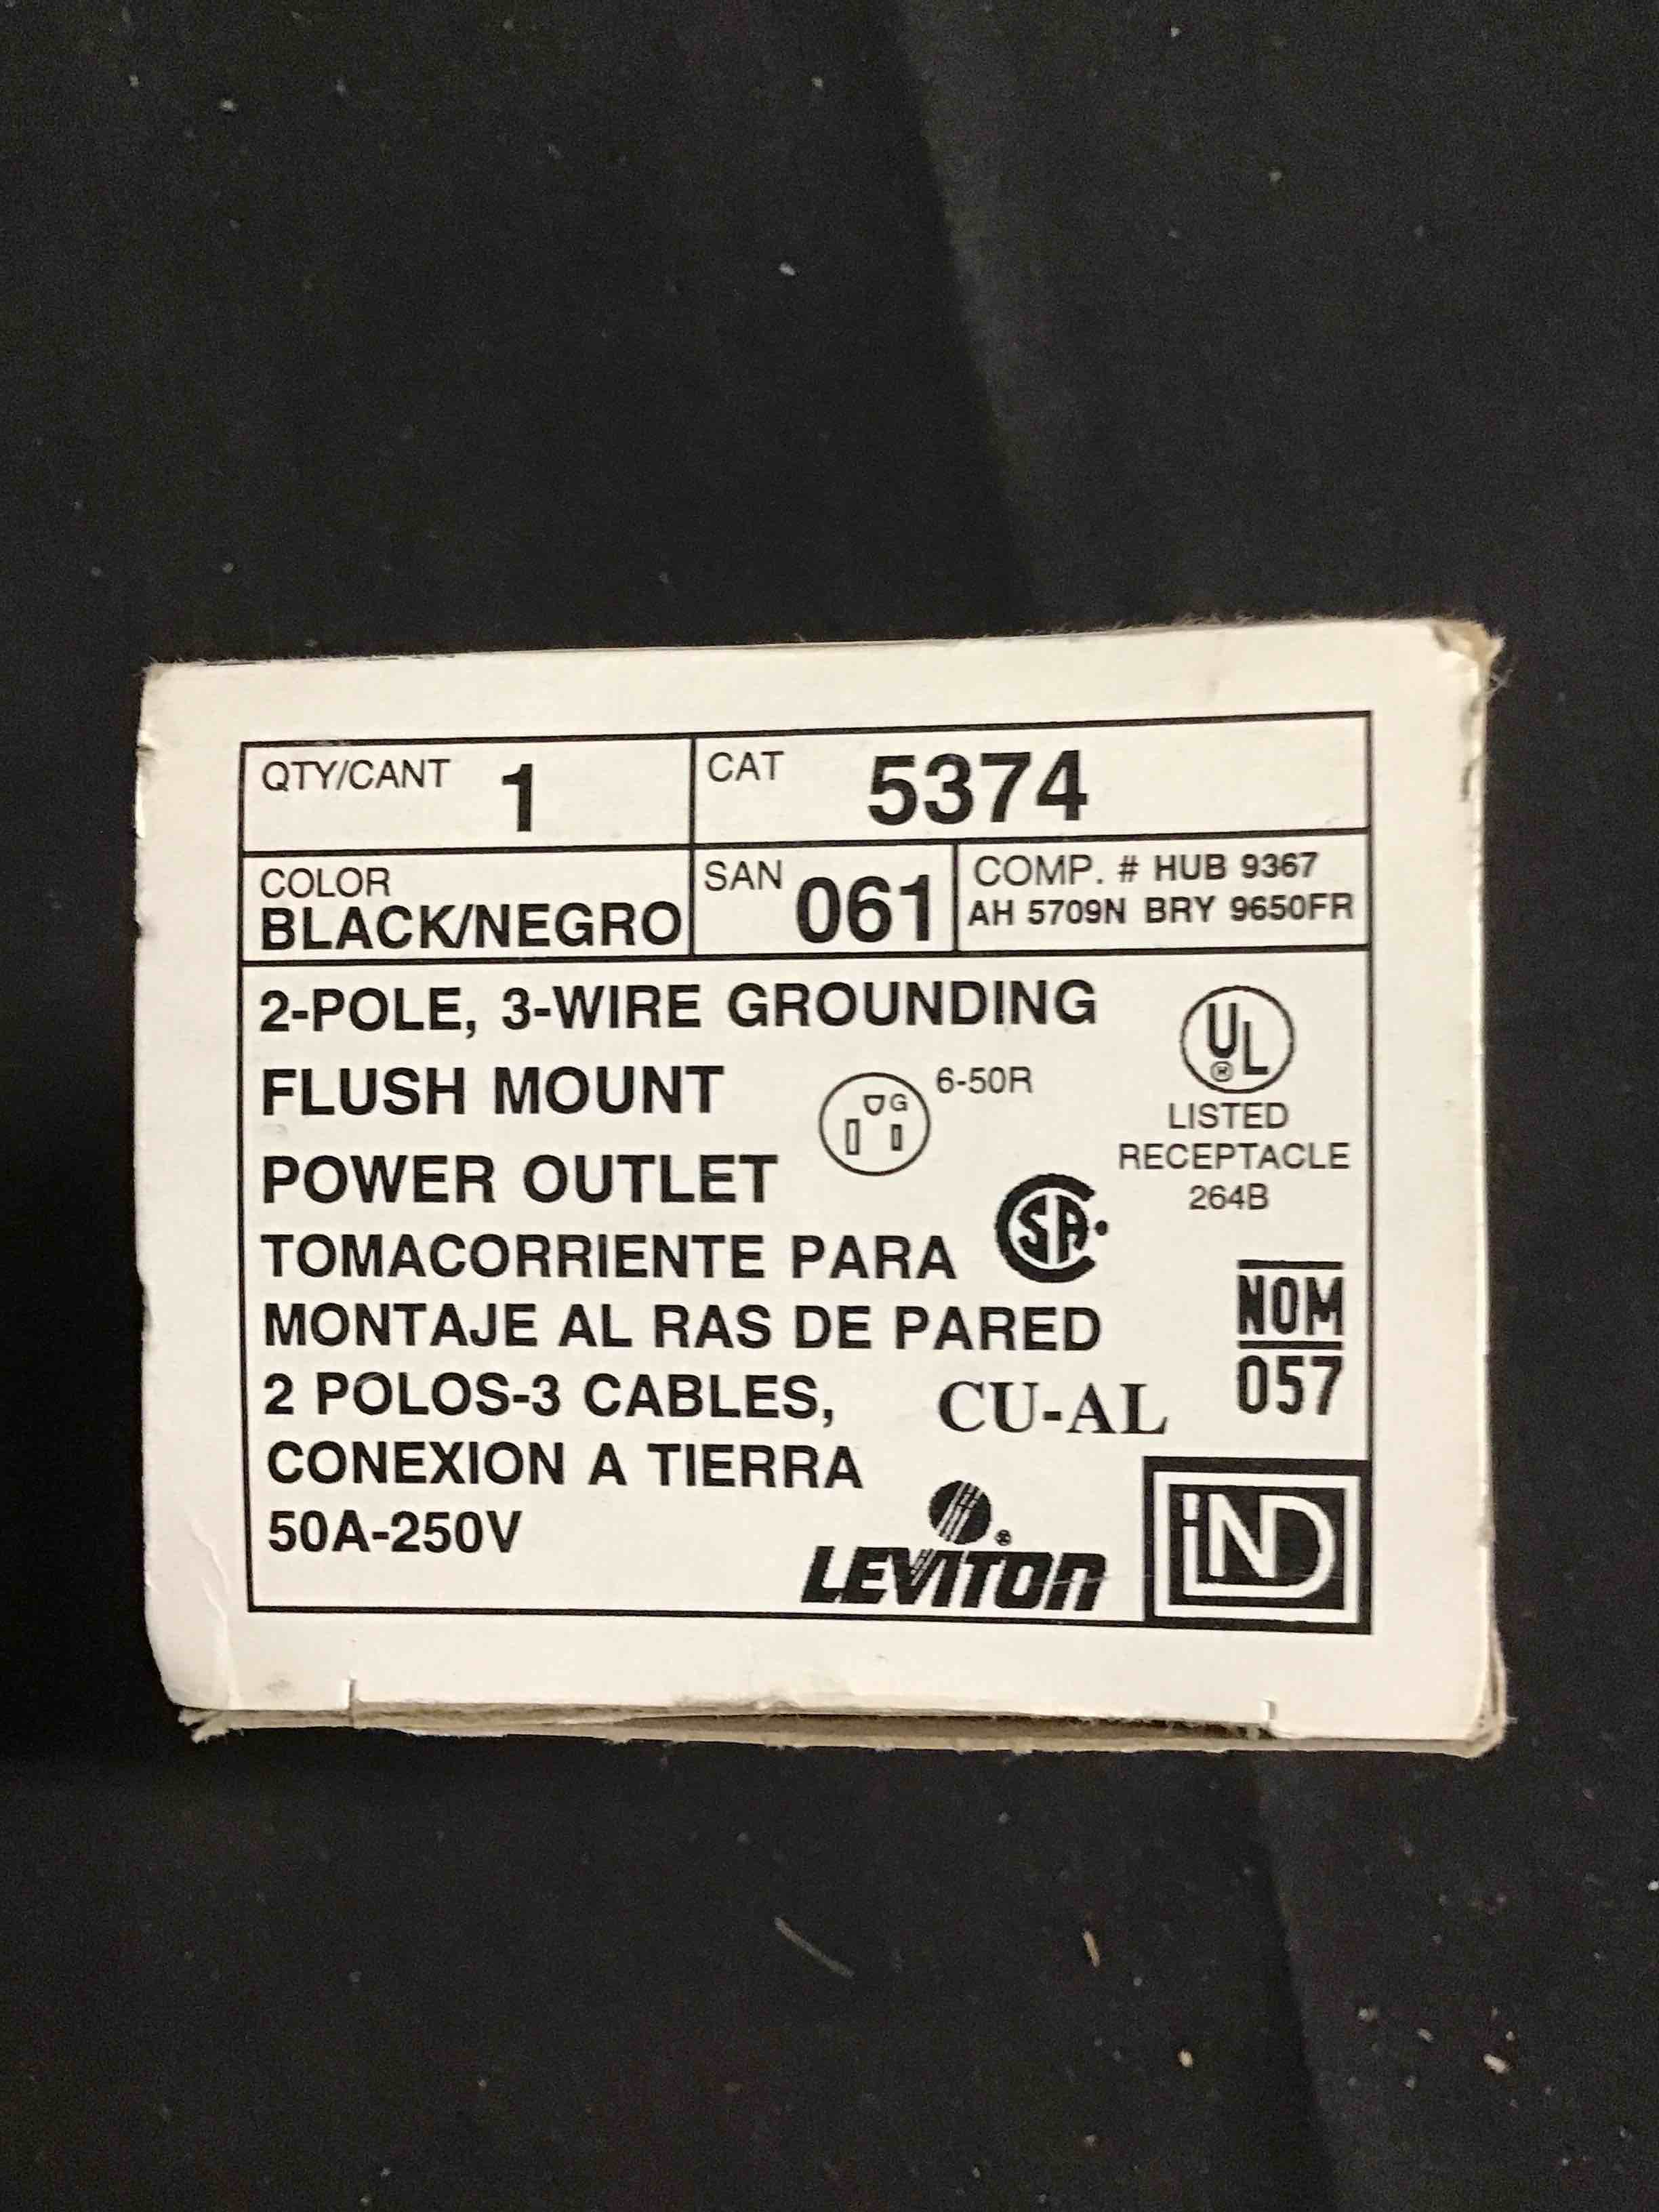 QTY/CANT 1
CAT 5374
COLOR
BLACK/NEGRO
SAN 061
COMP. # HUB 9367
AH 5709N BRY 9650FR
2-POLE, 3-WIRE GROUNDING
FLUSH MOUNT
POWER OUTLET
G
6-50R
UL
LISTED
RECEPTACLE
264B
TOMACORRIENTE PARA
MONTAJE AL RAS DE PARED
2 POLOS-3 CABLES,
CONEXION A TIERRA
50A-250V
SA
NOM
057
CU-AL
LEVITON®
iND